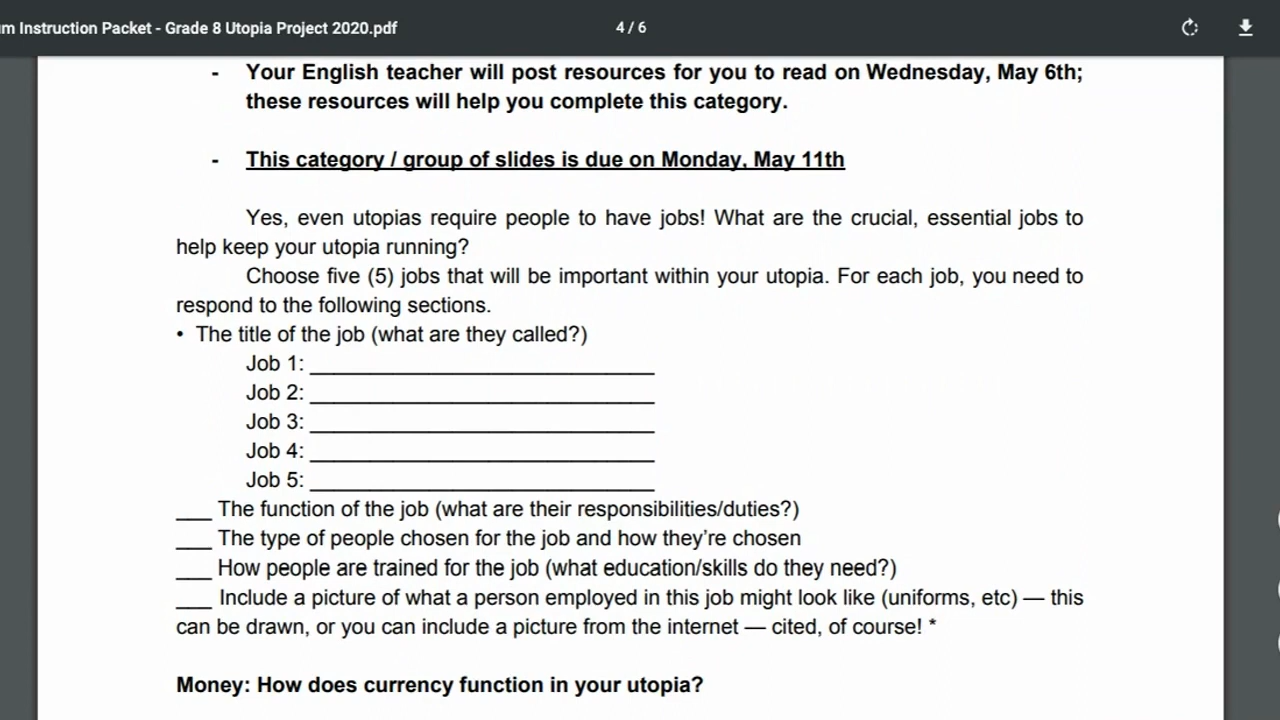 um Instruction Packet - Grade 8 Utopia Project 2020.pdf 4 / 6
- Your English teacher will post resources for you to read on Wednesday, May 6th;
these resources will help you complete this category.
- This category / group of slides is due on Monday, May 11th
Yes, even utopias require people to have jobs! What are the crucial, essential jobs to
help keep your utopia running?
Choose five (5) jobs that will be important within your utopia. For each job, you need to
respond to the following sections.
• The title of the job (what are they called?)
Job 1: ____________________________
Job 2: ____________________________
Job 3: ____________________________
Job 4: ____________________________
Job 5: ____________________________
___ The function of the job (what are their responsibilities/duties?)
___ The type of people chosen for the job and how they’re chosen
___ How people are trained for the job (what education/skills do they need?)
___ Include a picture of what a person employed in this job might look like (uniforms, etc) — this
can be drawn, or you can include a picture from the internet — cited, of course! *
Money: How does currency function in your utopia?